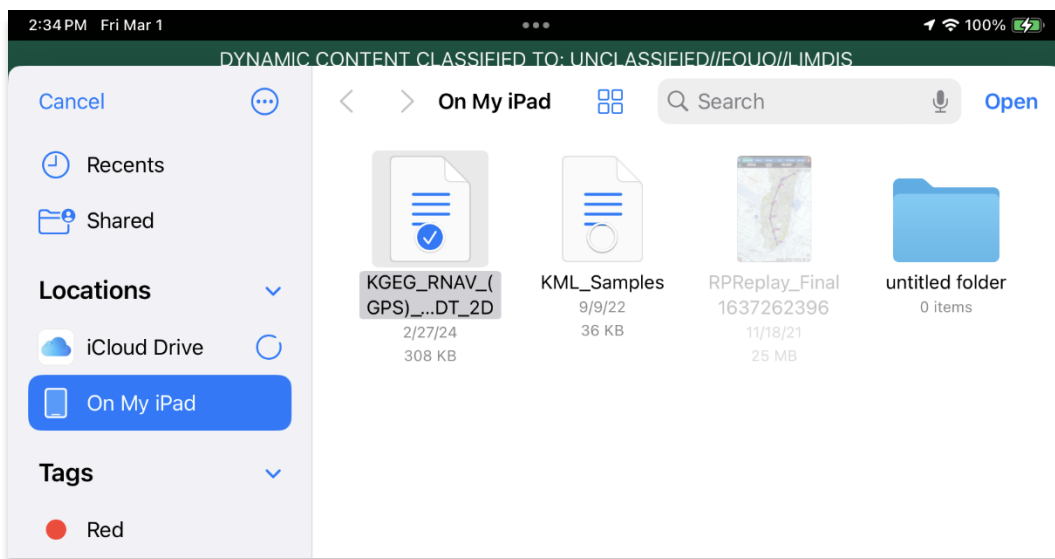 2:34 PM Fri Mar 1
100%
DYNAMIC CONTENT CLASSIFIED TO: UNCLASSIFIED//FOUO//LIMDIS
Cancel
On My iPad
Search
Open
Recents
Shared
Locations
iCloud Drive
On My iPad
Tags
Red
KGEG_RNAV_(
GPS)_...DT_2D
2/27/24
308 KB
KML_Samples
9/9/22
36 KB
RPReplay_Final
1637262396
11/18/21
25 MB
untitled folder
0 items